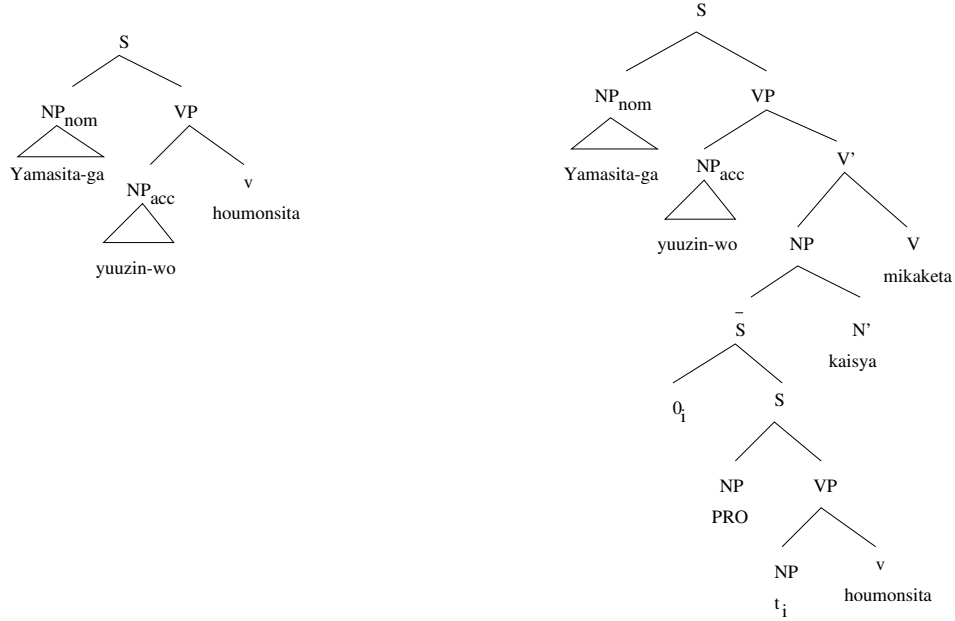 S
NP nom VP
Yamasita-ga
NP acc v
houmonsita
yuuzin-wo
S
NP nom VP
Yamasita-ga
NP acc V'
yuuzin-wo
NP V
mikaketa
S̄ N'
kaisya
0 i S
NP VP
PRO
NP v
t i houmonsita